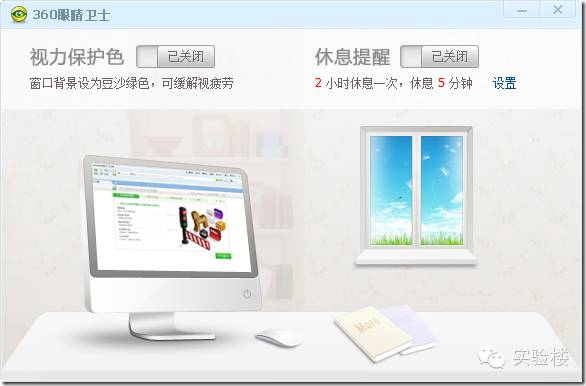 360眼睛卫士
视力保护色 已关闭
休息提醒 已关闭
窗口背景设为豆沙绿色，可缓解视疲劳
2 小时休息一次，休息 5 分钟 设置
More
实验楼